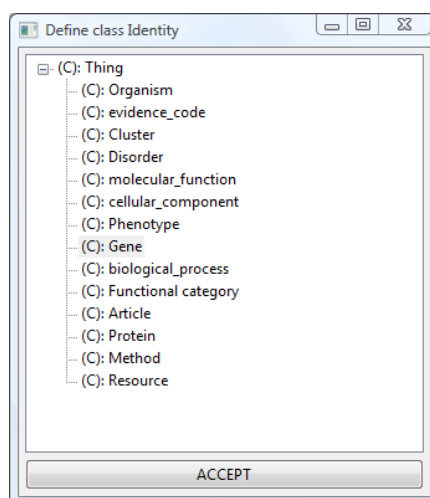 Define class Identity
(C): Thing
(C): Organism
(C): evidence_code
(C): Cluster
(C): Disorder
(C): molecular_function
(C): cellular_component
(C): Phenotype
(C): Gene
(C): biological_process
(C): Functional category
(C): Article
(C): Protein
(C): Method
(C): Resource
ACCEPT